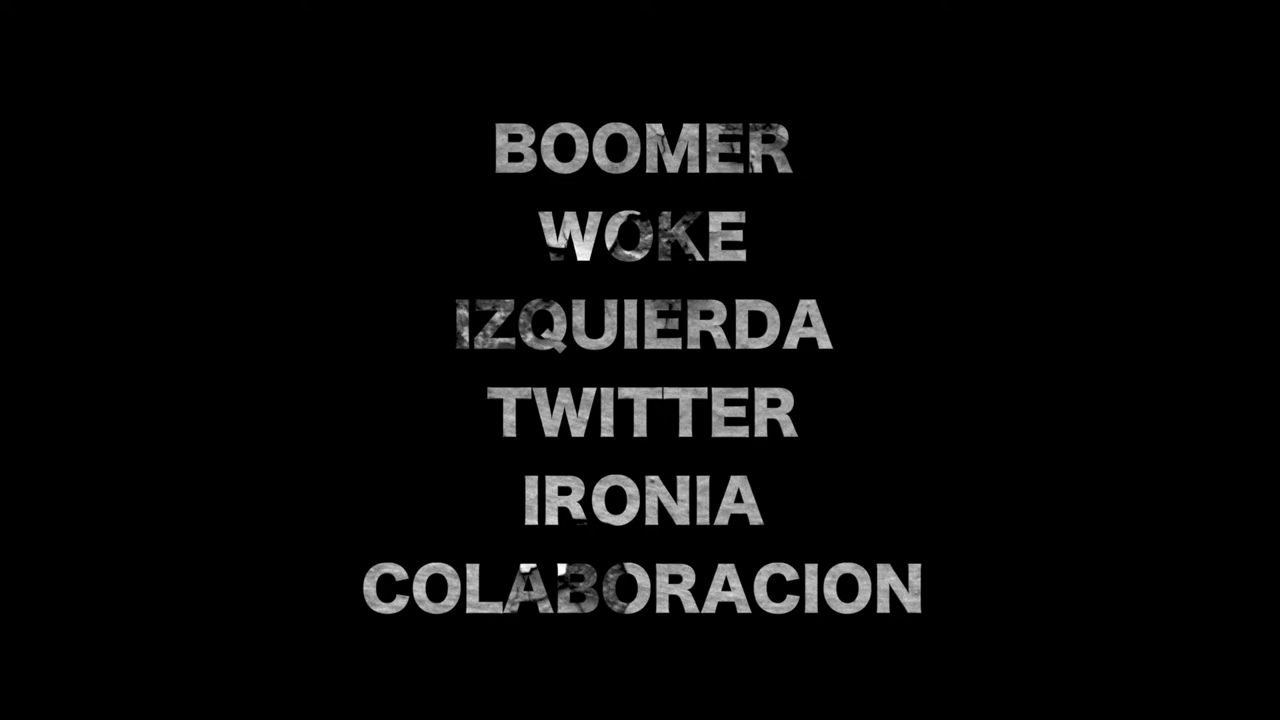 BOOMER
WOKE
IZQUIERDA
TWITTER
IRONIA
COLABORACION